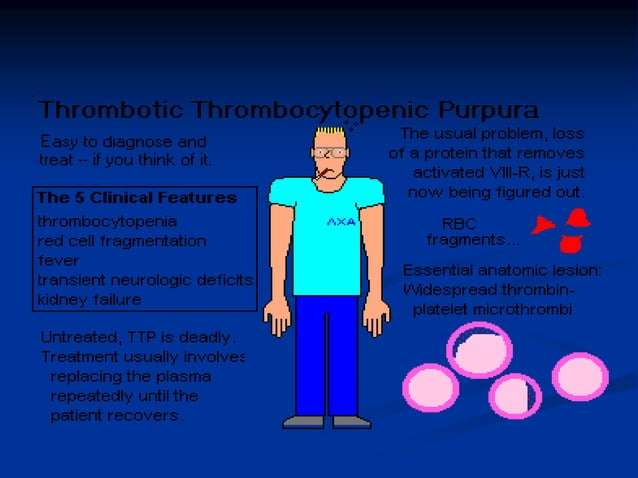 Thrombotic Thrombocytopenic Purpura
Easy to diagnose and
treat – if you think of it.
The 5 Clinical Features
thrombocytopenia
red cell fragmentation
fever
transient neurologic deficits
kidney failure
Untreated, TTP is deadly.
Treatment usually involves
replacing the plasma
repeatedly until the
patient recovers.
ΛΧΑ
The usual problem, loss
of a protein that removes
activated VIII-R, is just
now being figured out.
RBC
fragments...
Essential anatomic lesion:
Widespread thrombin-
platelet microthrombi